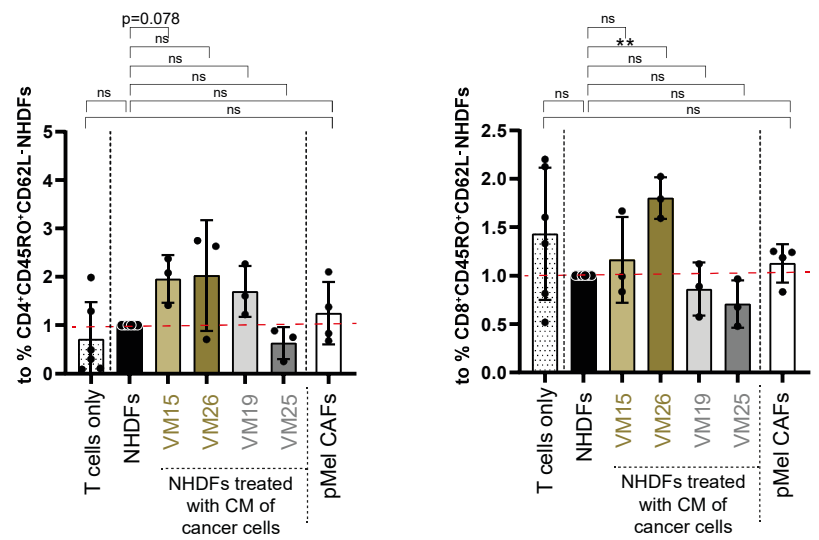 p=0.078
ns
ns
ns
ns
ns
ns
to % CD4⁺CD45RO⁺CD62L⁻NHDFs
5
4
3
2
1
0
T cells only
NHDFs
VM15
VM26
VM19
VM25
pMel CAFs
NHDFs treated
with CM of
cancer cells
ns
**
ns
ns
ns
ns
ns
to % CD8⁺CD45RO⁺CD62L⁻NHDFs
2.5
2.0
1.5
1.0
0.5
0.0
T cells only
NHDFs
VM15
VM26
VM19
VM25
pMel CAFs
NHDFs treated
with CM of
cancer cells